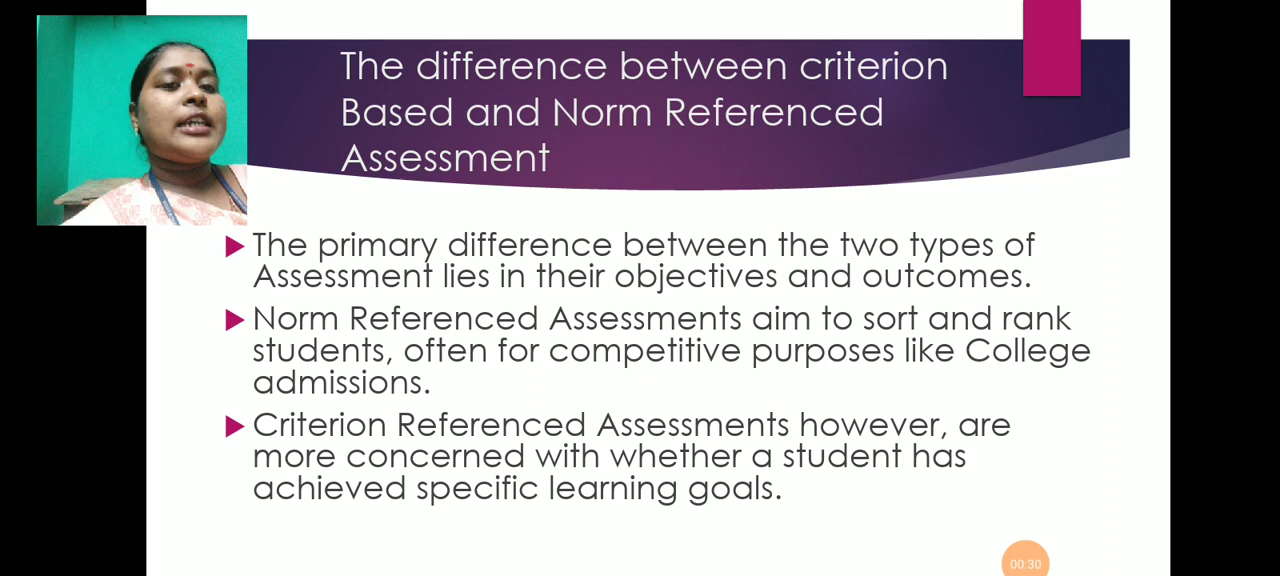 The difference between criterion
Based and Norm Referenced
Assessment
The primary difference between the two types of
Assessment lies in their objectives and outcomes.
Norm Referenced Assessments aim to sort and rank
students, often for competitive purposes like College
admissions.
Criterion Referenced Assessments however, are
more concerned with whether a student has
achieved specific learning goals.
00:30